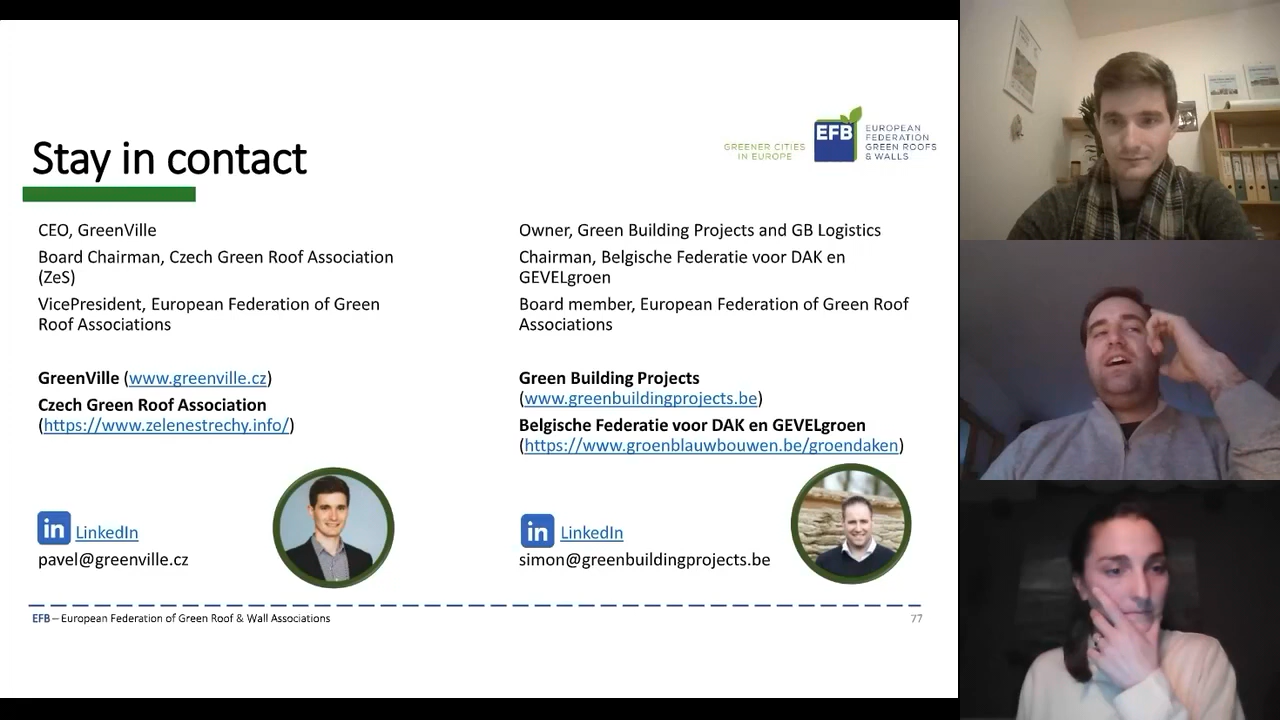 Stay in contact
GREENER CITIES
IN EUROPE
EFB
EUROPEAN
FEDERATION
GREEN ROOFS
& WALLS
CEO, GreenVille
Board Chairman, Czech Green Roof Association
(ZeS)
VicePresident, European Federation of Green
Roof Associations
GreenVille (www.greenville.cz)
Czech Green Roof Association
(https://www.zelenestrechy.info/)
in LinkedIn
pavel@greenville.cz
Owner, Green Building Projects and GB Logistics
Chairman, Belgische Federatie voor DAK en
GEVELgroen
Board member, European Federation of Green Roof
Associations
Green Building Projects
(www.greenbuildingprojects.be)
Belgische Federatie voor DAK en GEVELgroen
(https://www.groenblauwbouwen.be/groendaken)
in LinkedIn
simon@greenbuildingprojects.be
EFB – European Federation of Green Roof & Wall Associations
77